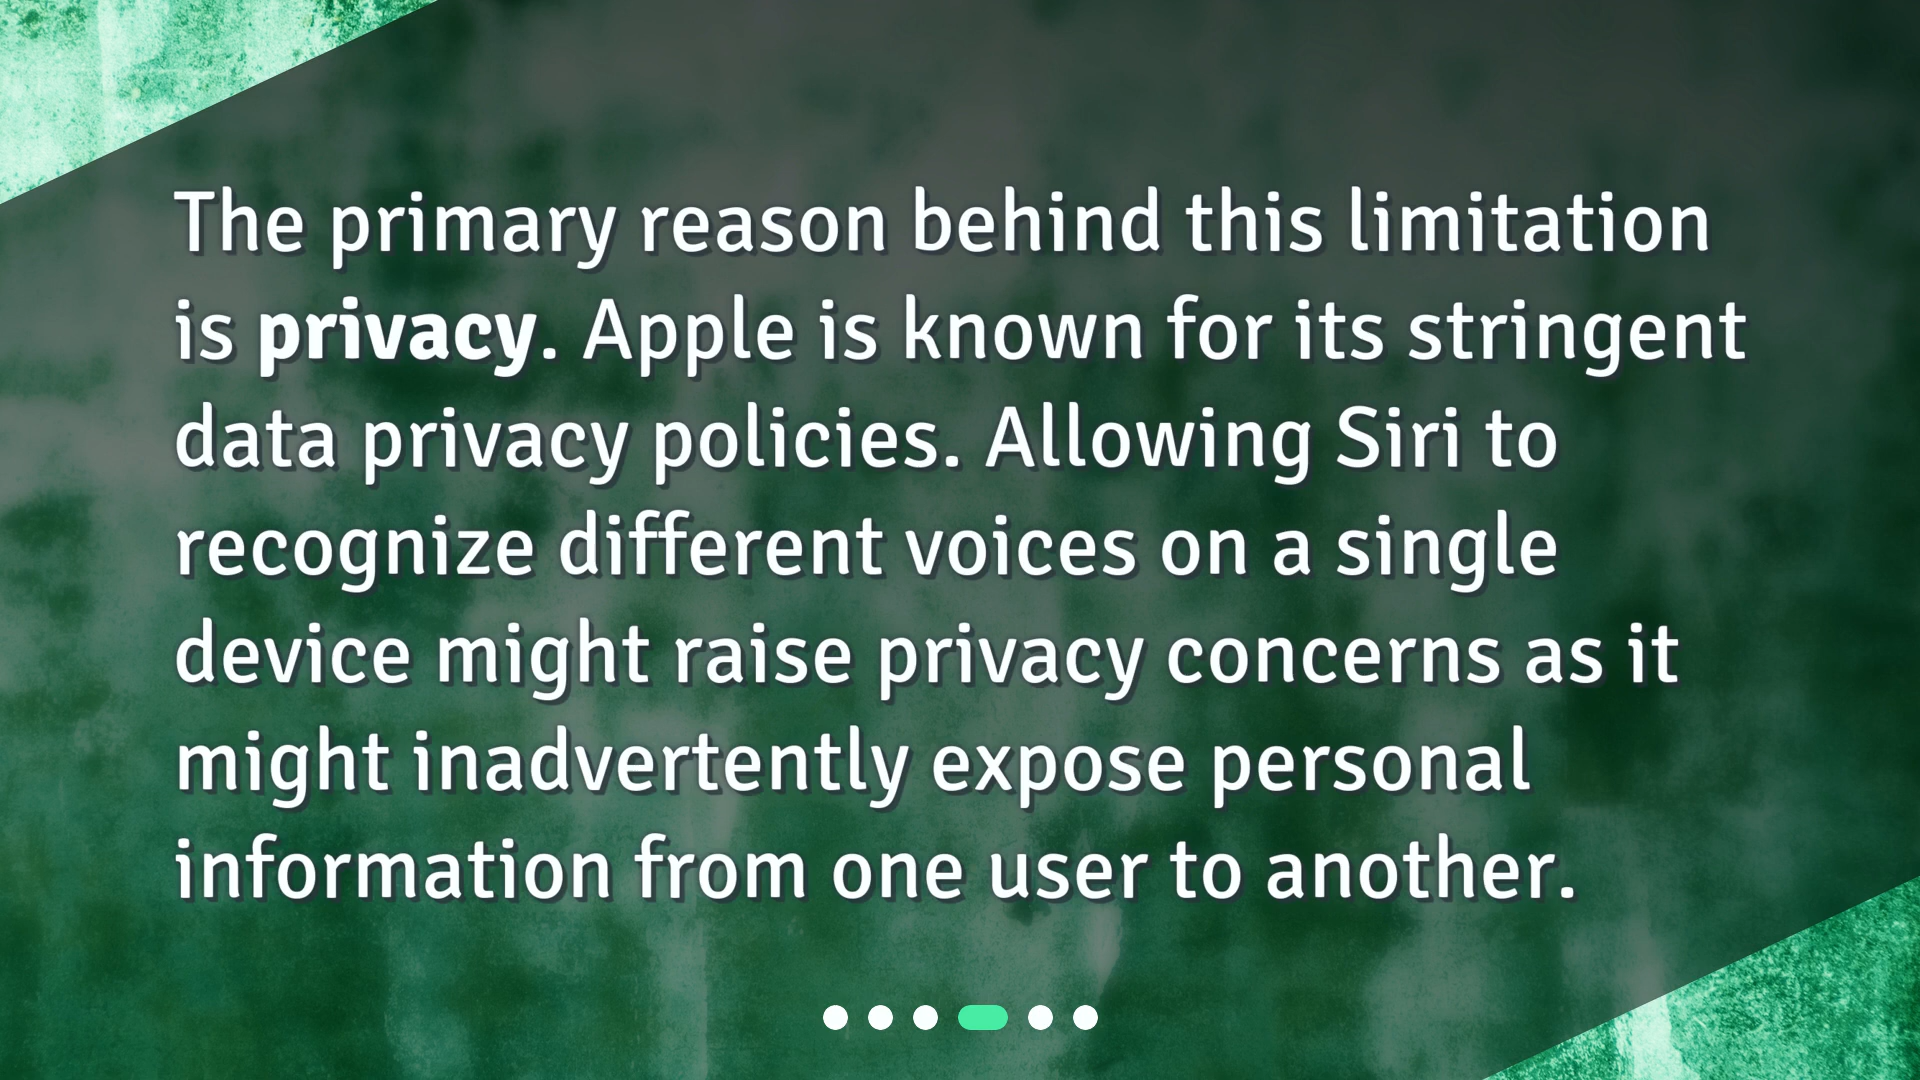 The primary reason behind this limitation
is privacy. Apple is known for its stringent
data privacy policies. Allowing Siri to
recognize different voices on a single
device might raise privacy concerns as it
might inadvertently expose personal
information from one user to another.